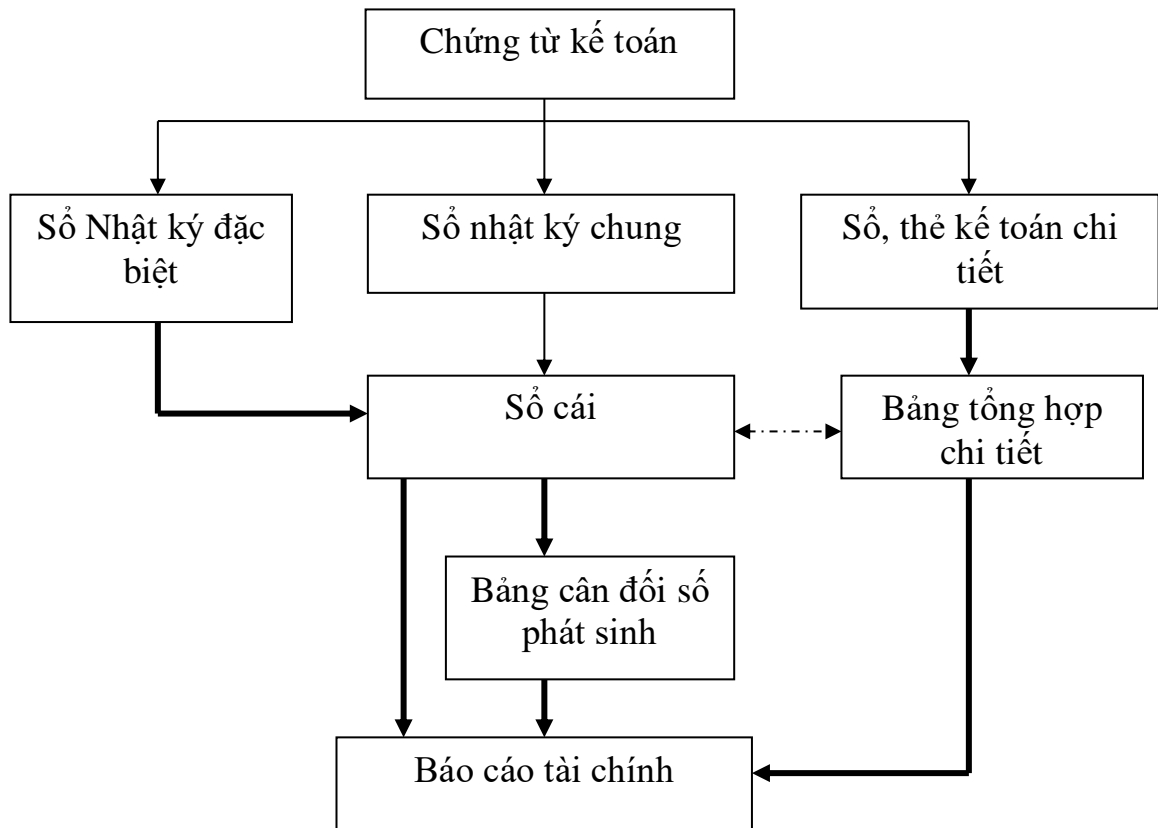 Chứng từ kế toán
Sổ Nhật ký đặc
biệt
Sổ nhật ký chung
Sổ, thẻ kế toán chi
tiết
Sổ cái
Bảng tổng hợp
chi tiết
Bảng cân đối số
phát sinh
Báo cáo tài chính